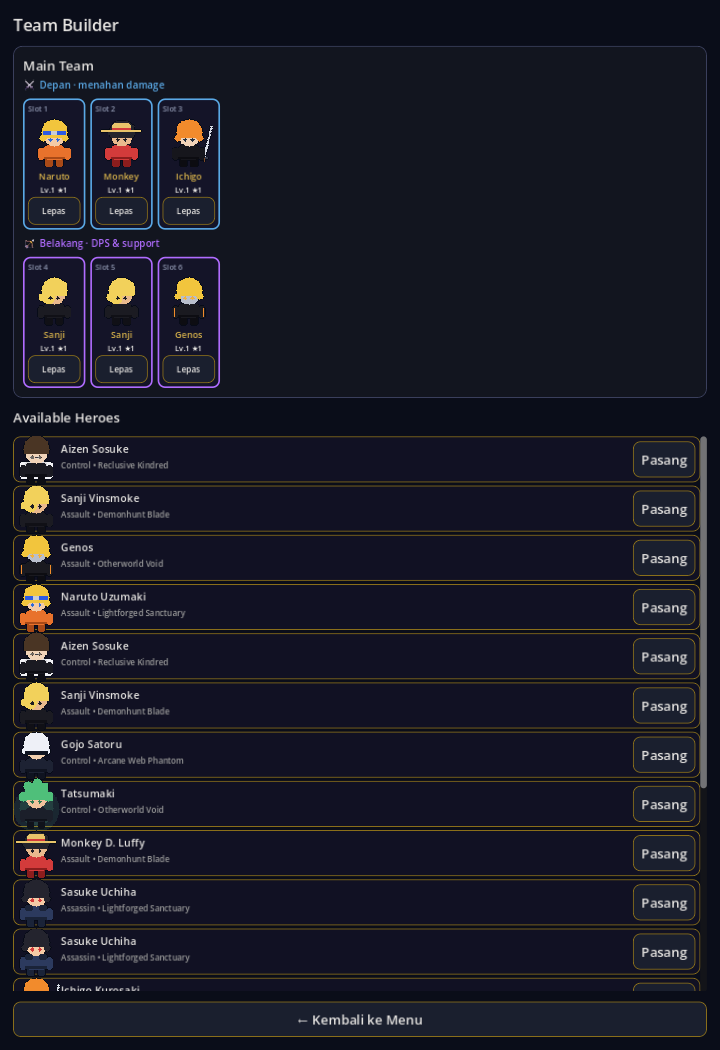 Team Builder
Main Team
Depan · menahan damage
Slot 1 Slot 2 Slot 3
Naruto Monkey Ichigo
Lv.1 ★1 Lv.1 ★1 Lv.1 ★1
Lepas Lepas Lepas
Belakang · DPS & support
Slot 4 Slot 5 Slot 6
Sanji Sanji Genos
Lv.1 ★1 Lv.1 ★1 Lv.1 ★1
Lepas Lepas Lepas
Available Heroes
Aizen Sosuke
Control • Reclusive Kindred
Pasang
Sanji Vinsmoke
Assault • Demonhunt Blade
Pasang
Genos
Assault • Otherworld Void
Pasang
Naruto Uzumaki
Assault • Lightforged Sanctuary
Pasang
Aizen Sosuke
Control • Reclusive Kindred
Pasang
Sanji Vinsmoke
Assault • Demonhunt Blade
Pasang
Gojo Satoru
Control • Arcane Web Phantom
Pasang
Tatsumaki
Control • Otherworld Void
Pasang
Monkey D. Luffy
Assault • Demonhunt Blade
Pasang
Sasuke Uchiha
Assassin • Lightforged Sanctuary
Pasang
Sasuke Uchiha
Assassin • Lightforged Sanctuary
Pasang
Ichigo Kurosaki
← Kembali ke Menu